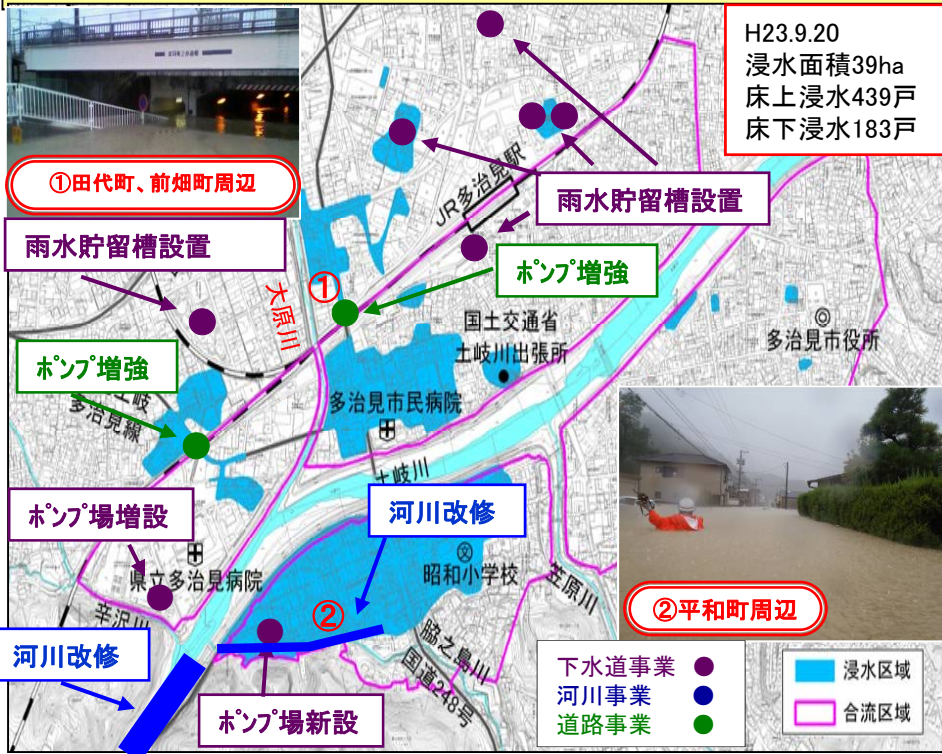 H23.9.20
浸水面積39ha
床上浸水439戸
床下浸水183戸
①田代町、前畑町周辺
雨水貯留槽設置
JR多治見駅
雨水貯留槽設置
①
ポンプ増強
大原川
国土交通省
土岐川出張所
多治見市役所
ポンプ増強
土岐
多治見線
多治見市民病院
土岐川
河川改修
ポンプ場増設
県立多治見病院
文
昭和小学校
笠原川
辛沢川
②
②平和町周辺
脇之島川
国道248号
河川改修
ポンプ場新設
下水道事業
河川事業
道路事業
浸水区域
合流区域